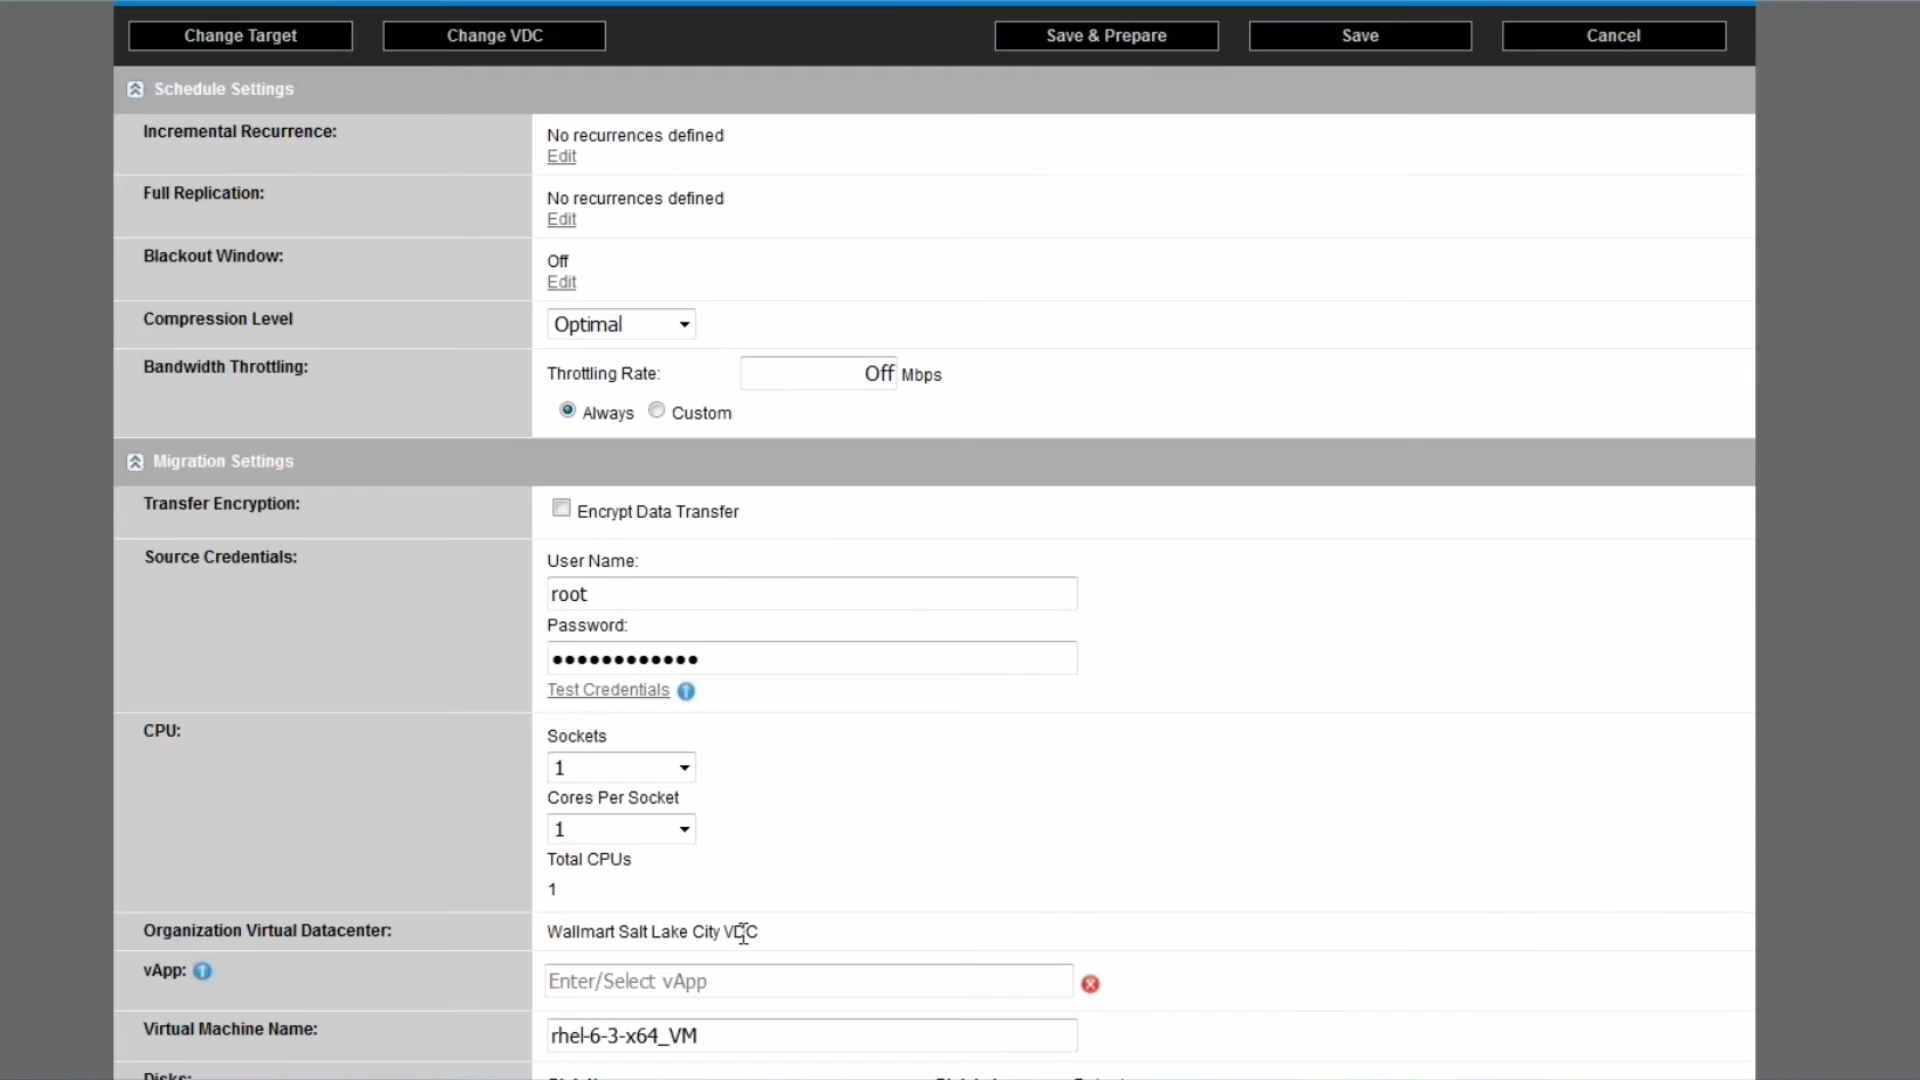 Change Target Change VDC Save & Prepare Save Cancel
Schedule Settings
Incremental Recurrence: No recurrences defined
Edit
Full Replication: No recurrences defined
Edit
Blackout Window: Off
Edit
Compression Level Optimal
Bandwidth Throttling: Throttling Rate: Off Mbps
Always Custom
Migration Settings
Transfer Encryption: Encrypt Data Transfer
Source Credentials: User Name:
root
Password:
Test Credentials
CPU: Sockets
1
Cores Per Socket
1
Total CPUs
1
Organization Virtual Datacenter: Wallmart Salt Lake City VDC
vApp: Enter/Select vApp
Virtual Machine Name: rhel-6-3-x64_VM
Disks: